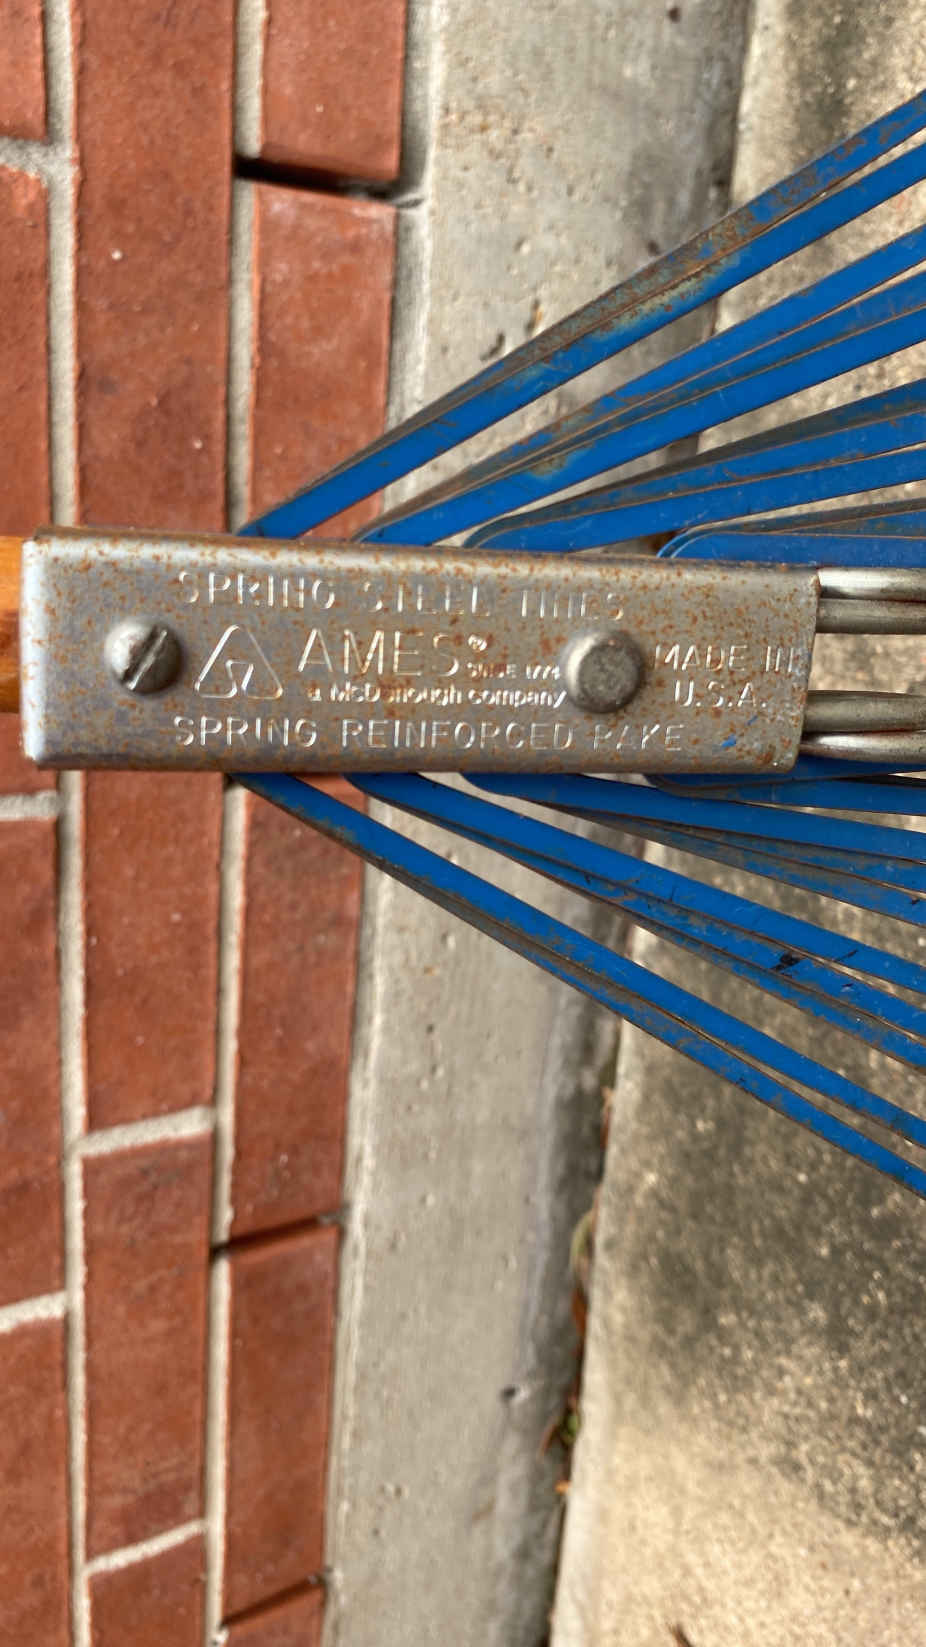 SPRING STEEL TINES
AMES®
SINCE 1774
a McDonough company
MADE IN
U.S.A.
SPRING REINFORCED RAKE